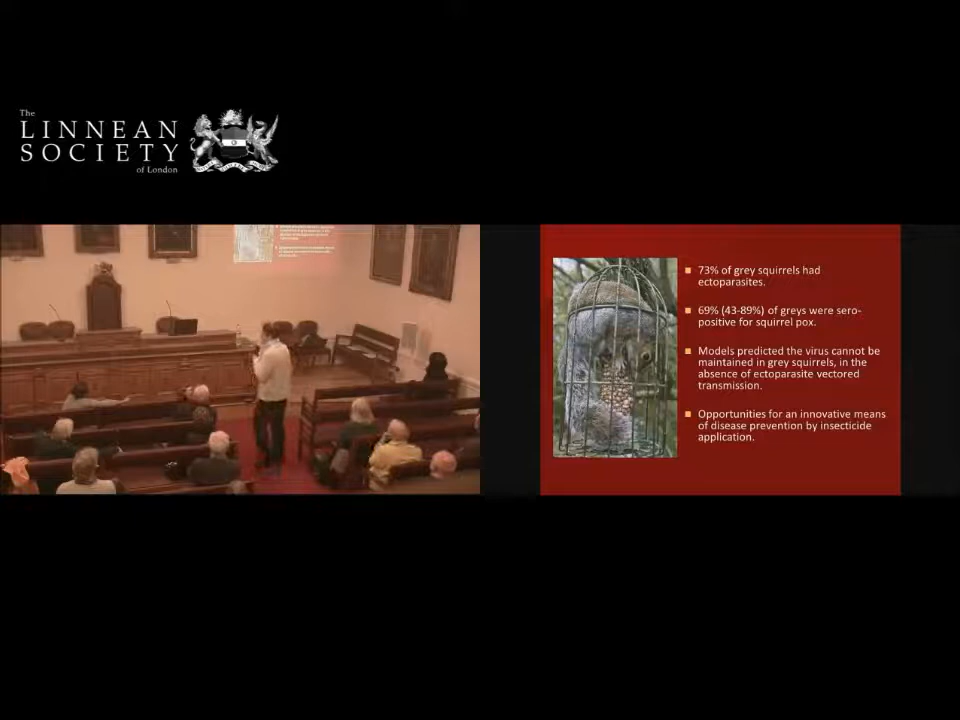 The
LINNEAN
SOCIETY
of London
73% of grey squirrels had
ectoparasites.
69% (43-89%) of greys were sero-
positive for squirrel pox.
Models predicted the virus cannot be
maintained in grey squirrels, in the
absence of ectoparasite vectored
transmission.
Opportunities for an innovative means
of disease prevention by insecticide
application.